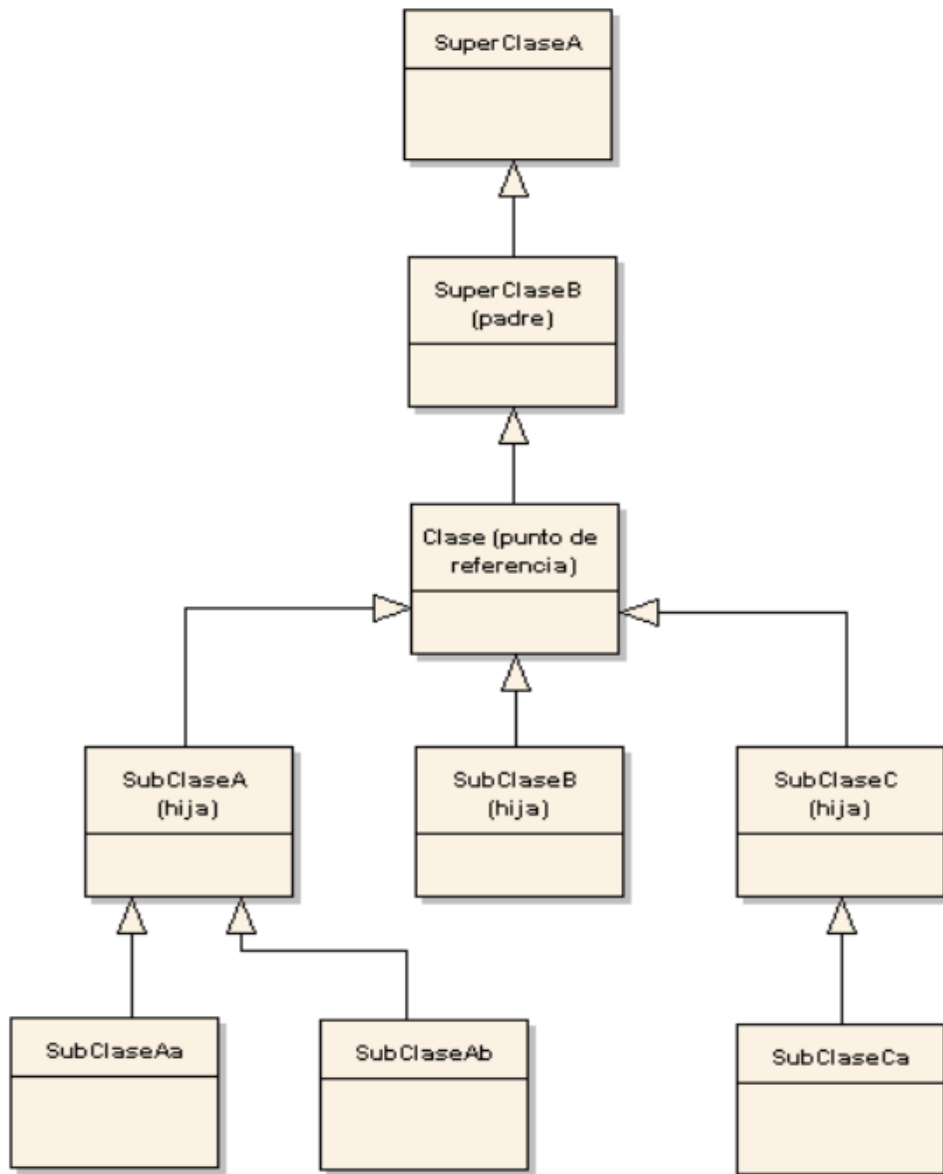 SuperClaseA
SuperClaseB
(padre)
Clase (punto de
referencia)
SubClaseA
(hija)
SubClaseB
(hija)
SubClaseC
(hija)
SubClaseAa
SubClaseAb
SubClaseCa